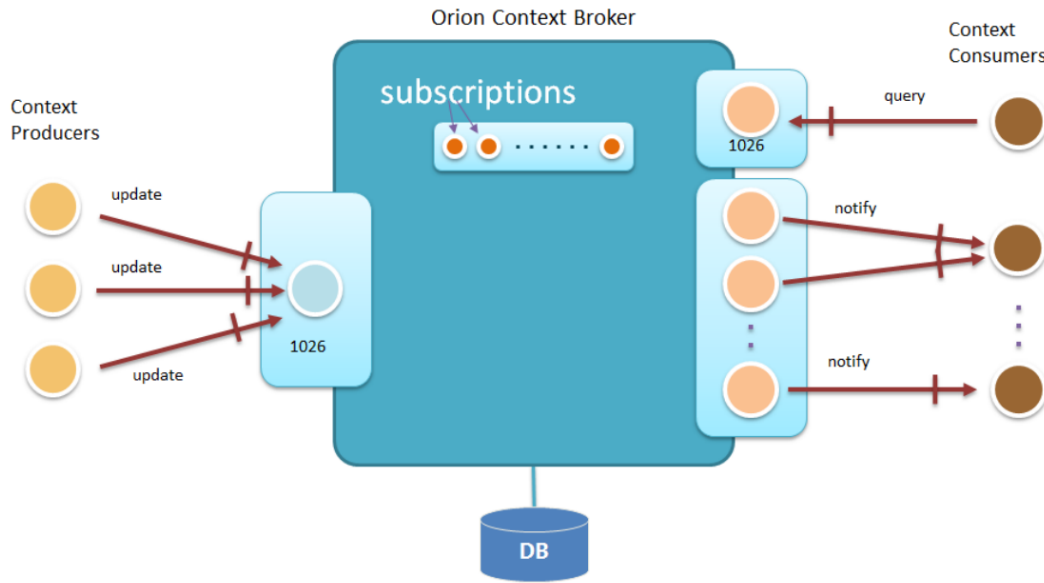 Orion Context Broker
Context
Consumers
subscriptions
query
Context
Producers
1026
update
notify
update
1026
update
notify
DB